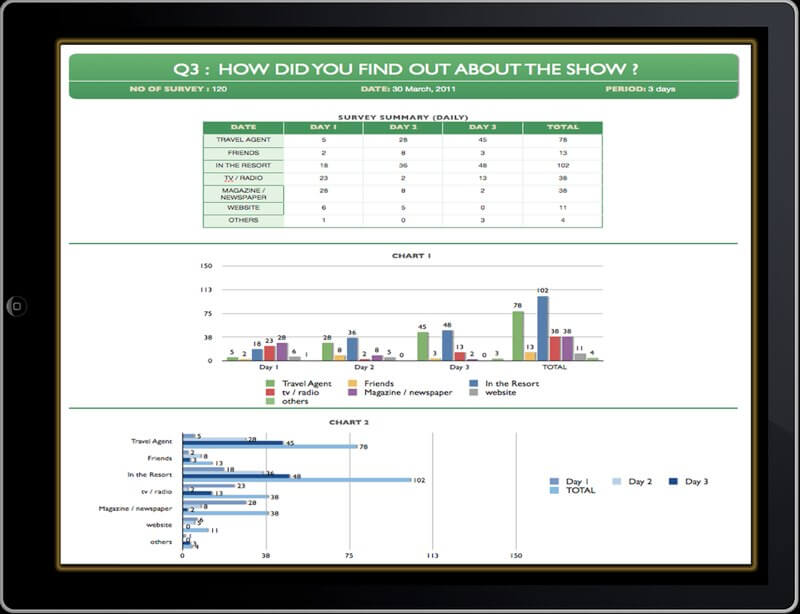 Q3 : HOW DID YOU FIND OUT ABOUT THE SHOW ?
NO OF SURVEY : 120 DATE: 30 March, 2011 PERIOD: 3 days
SURVEY SUMMARY (DAILY)
DATE DAY 1 DAY 2 DAY 3 TOTAL
TRAVEL AGENT 5 28 45 78
FRIENDS 2 8 3 13
IN THE RESORT 18 36 48 102
TV / RADIO 23 2 13 38
MAGAZINE /
NEWSPAPER 28 8 2 38
WEBSITE 6 5 0 11
OTHERS 1 0 3 4
CHART 1
150
113
75
38
0
5 2 18 23 28 6 1
28 8 36 2 8 5 0
45 3 48 13 2 0 3
78 13 102 38 38 11 4
Day 1 Day 2 Day 3 TOTAL
Travel Agent Friends In the Resort
tv / radio Magazine / newspaper website
others
CHART 2
Travel Agent 5 28 45 78
Friends 2 8 3 13
In the Resort 18 36 48 102
tv / radio 23 2 13 38
Magazine / newspaper 28 8 2 38
website 6 5 0 11
others 1 0 3 4
0 38 75 113 150
Day 1 Day 2 Day 3
TOTAL